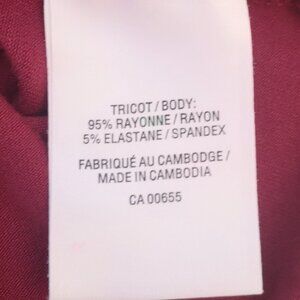 TRICOT / BODY:
95% RAYONNE / RAYON
5% ELASTANE / SPANDEX
FABRIQUÉ AU CAMBODGE /
MADE IN CAMBODIA
CA 00655